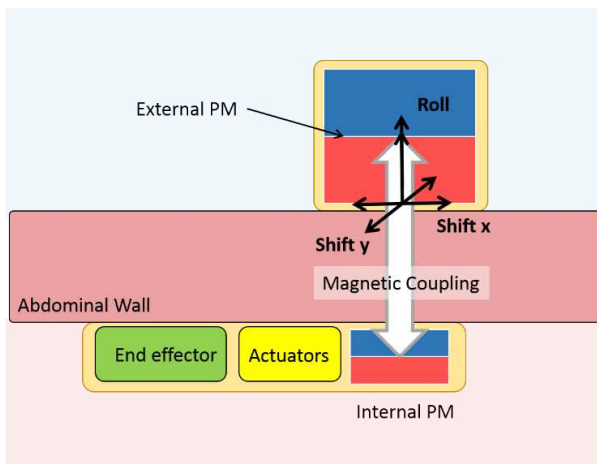 Roll
External PM
Shift x
Shift y
Magnetic Coupling
Abdominal Wall
End effector
Actuators
Internal PM